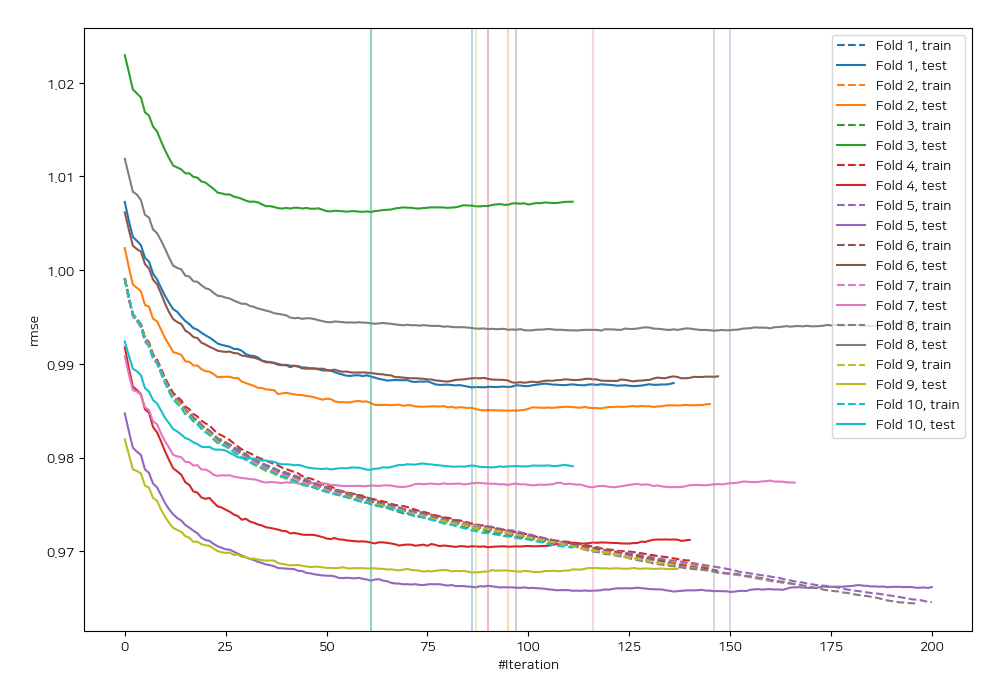 1,02
1,01
1,00
0,99
0,98
0,97
rmse
0
25
50
75
100
125
150
175
200
#Iteration
Fold 1, train
Fold 1, test
Fold 2, train
Fold 2, test
Fold 3, train
Fold 3, test
Fold 4, train
Fold 4, test
Fold 5, train
Fold 5, test
Fold 6, train
Fold 6, test
Fold 7, train
Fold 7, test
Fold 8, train
Fold 8, test
Fold 9, train
Fold 9, test
Fold 10, train
Fold 10, test